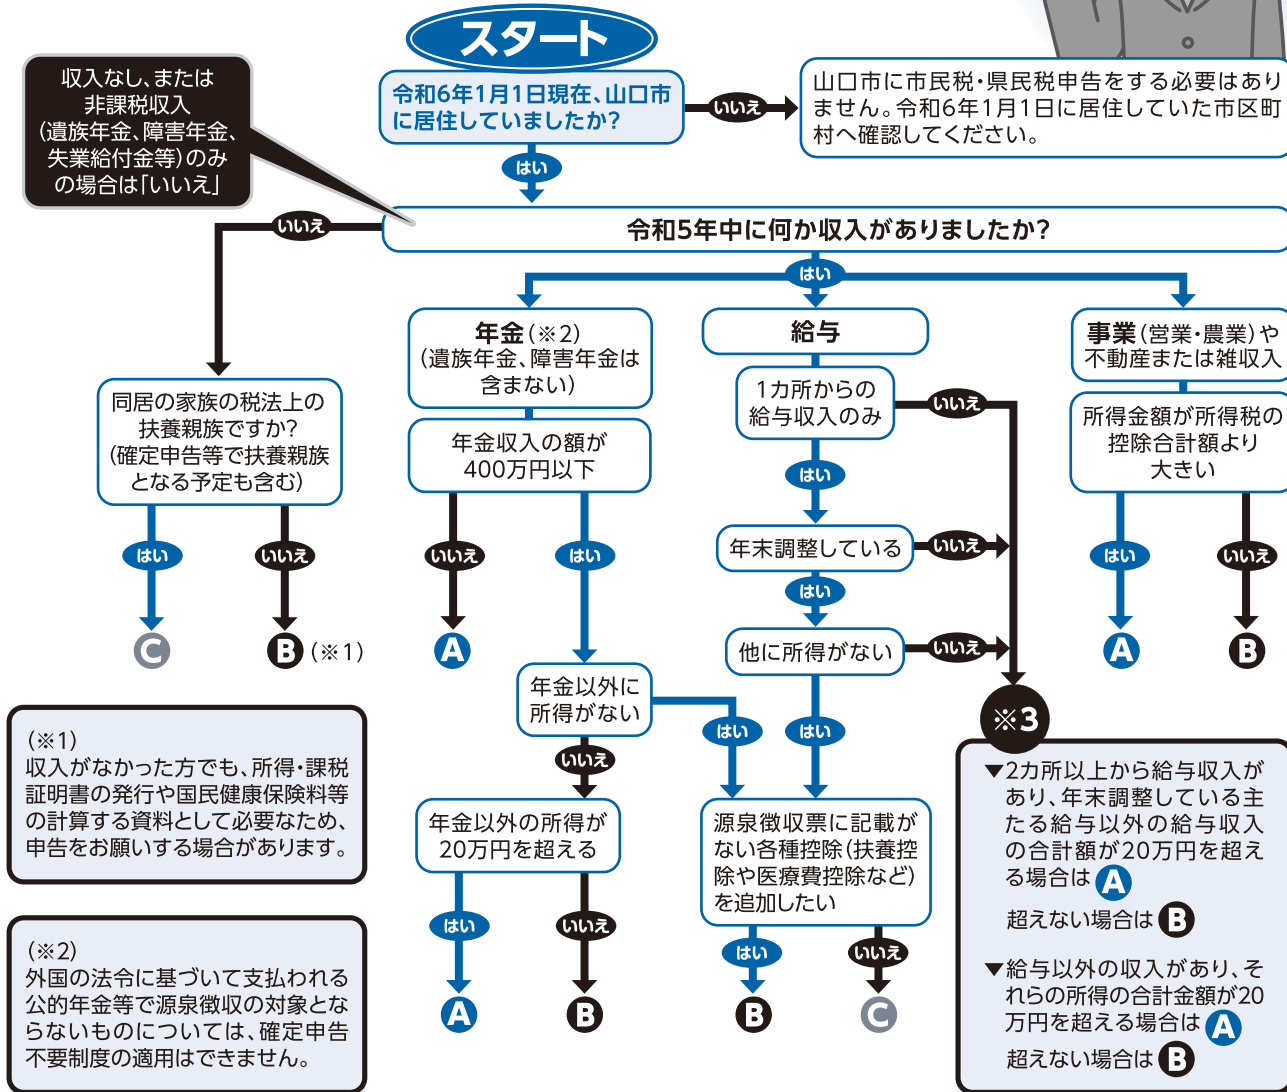 スタート
令和6年1月1日現在、山口市
に居住していましたか?
いいえ
山口市に市民税・県民税申告をする必要はあり
ません。令和6年1月1日に居住していた市区町
村へ確認してください。
収入なし、または
非課税収入
(遺族年金、障害年金、
失業給付金等)のみ
の場合は「いいえ」
はい
令和5年中に何か収入がありましたか?
いいえ
はい
同居の家族の税法上の
扶養親族ですか?
(確定申告等で扶養親族
となる予定も含む)
はい
いいえ
C
B (※1)
年金(※2)
(遺族年金、障害年金は
含まない)
年金収入の額が
400万円以下
いいえ
はい
A
年金以外に
所得がない
はい
いいえ
年金以外の所得が
20万円を超える
はい
いいえ
A
B
給与
1カ所からの
給与収入のみ
いいえ
はい
年末調整している
いいえ
はい
他に所得がない
いいえ
はい
源泉徴収票に記載が
ない各種控除(扶養控
除や医療費控除など)
を追加したい
はい
いいえ
B
C
事業(営業・農業)や
不動産または雑収入
所得金額が所得税の
控除合計額より
大きい
はい
いいえ
A
B
※3
▼2カ所以上から給与収入が
あり、年末調整している主
たる給与以外の給与収入
の合計額が20万円を超え
る場合は A
超えない場合は B
▼給与以外の収入があり、そ
れらの所得の合計金額が20
万円を超える場合は A
超えない場合は B
(※1)
収入がなかった方でも、所得・課税
証明書の発行や国民健康保険料等
の計算する資料として必要なため、
申告をお願いする場合があります。
(※2)
外国の法令に基づいて支払われる
公的年金等で源泉徴収の対象とな
らないものについては、確定申告
不要制度の適用はできません。